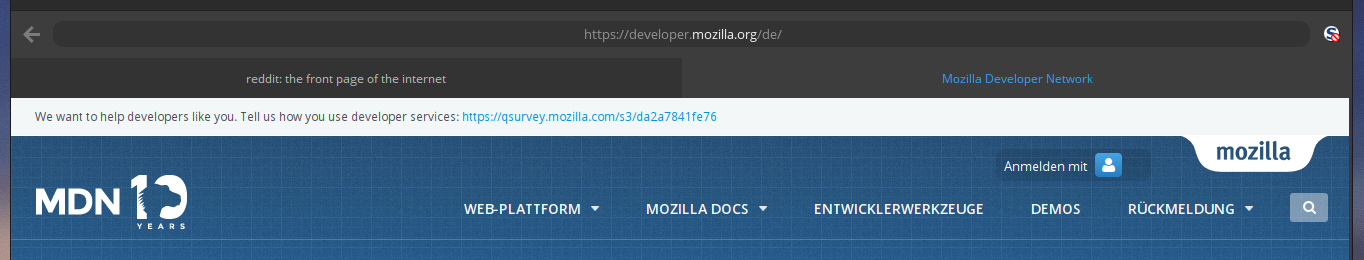 https://developer.mozilla.org/de/
reddit: the front page of the internet
Mozilla Developer Network
We want to help developers like you. Tell us how you use developer services: https://qsurvey.mozilla.com/s3/da2a7841fe76
mozilla
Anmelden mit
MDN 10 YEARS
WEB-PLATTFORM MOZILLA DOCS ENTWICKLERWERKZEUGE DEMOS RÜCKMELDUNG